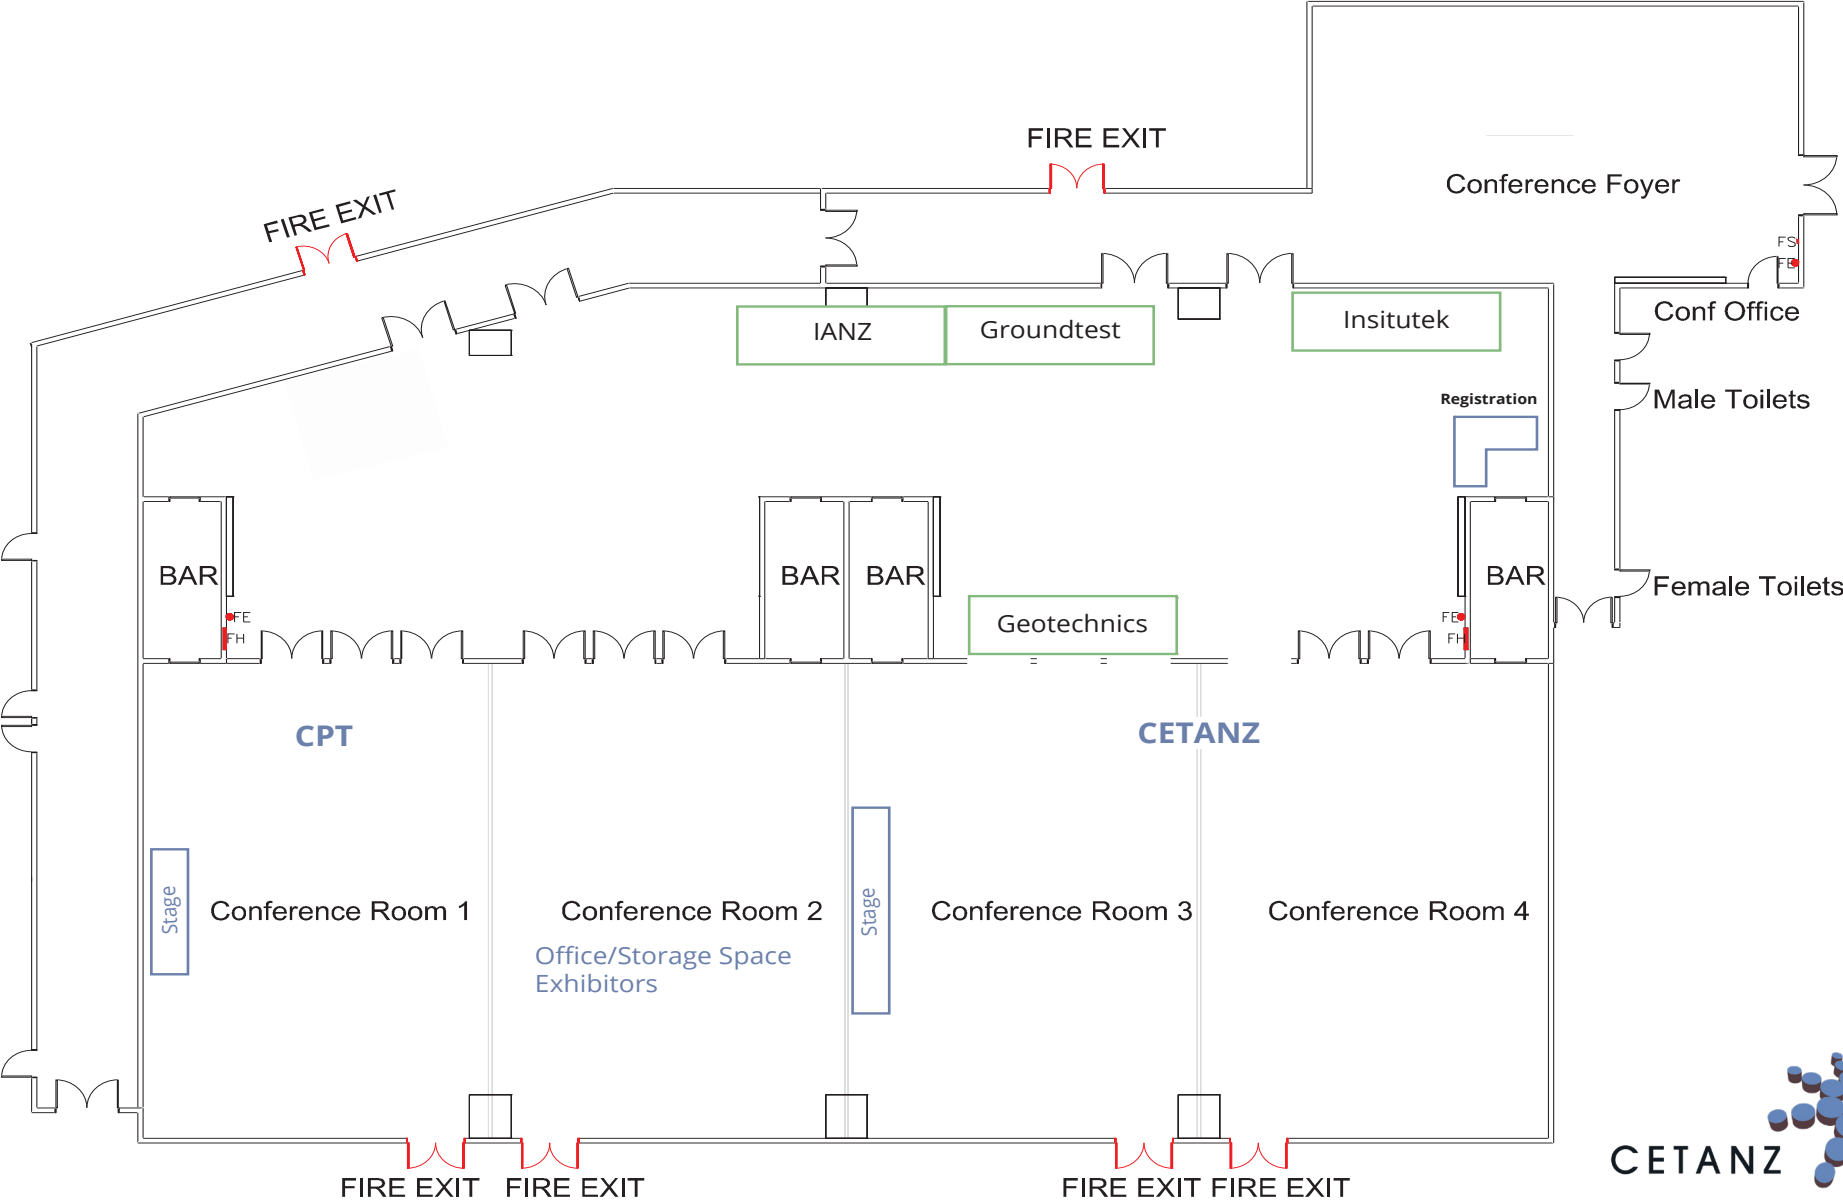 FIRE EXIT
FIRE EXIT
Conference Foyer
FS
FE
IANZ
Groundtest
Insitutek
Conf Office
Registration
Male Toilets
BAR
BAR
BAR
BAR
Female Toilets
FE
FH
Geotechnics
FE
FH
CPT
CETANZ
Stage
Conference Room 1
Conference Room 2
Office/Storage Space
Exhibitors
Stage
Conference Room 3
Conference Room 4
CETANZ
FIRE EXIT
FIRE EXIT
FIRE EXIT
FIRE EXIT